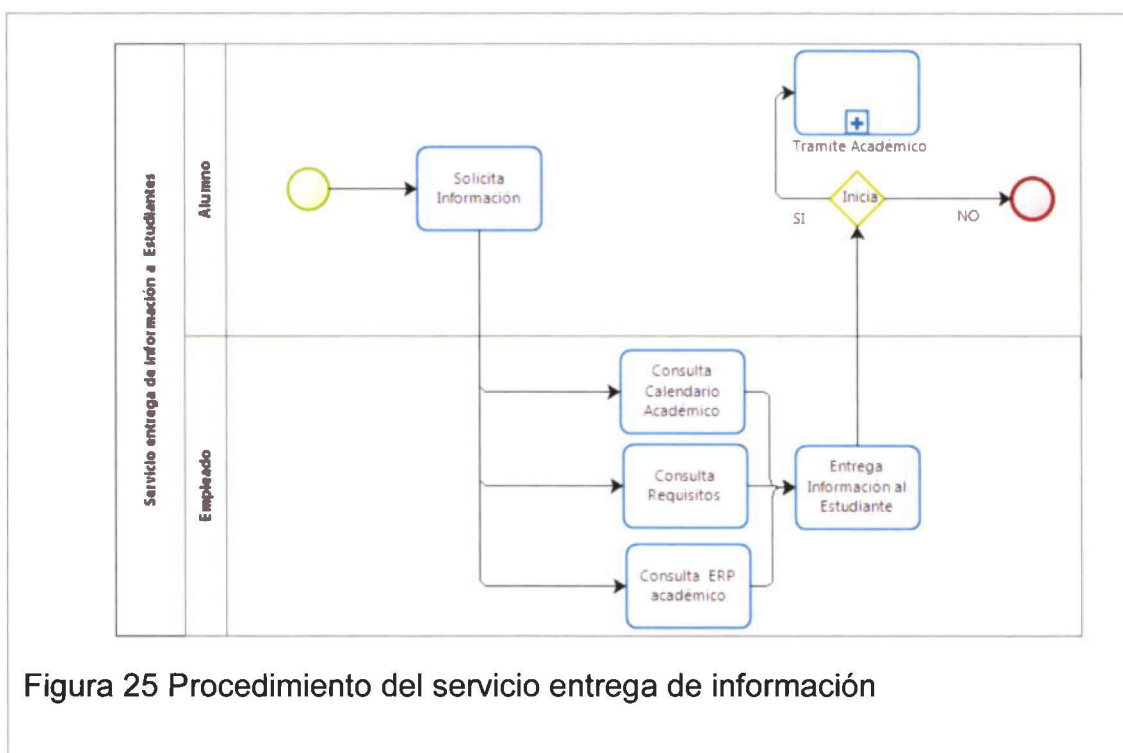 Servicio entrega de información a Estudiantes
Alumno
Solicita
Información
Tramite Académico
Inicia
SI
NO
Empleado
Consulta
Calendario
Académico
Consulta
Requisitos
Consulta ERP
académico
Entrega
Información al
Estudiante
Figura 25 Procedimiento del servicio entrega de información